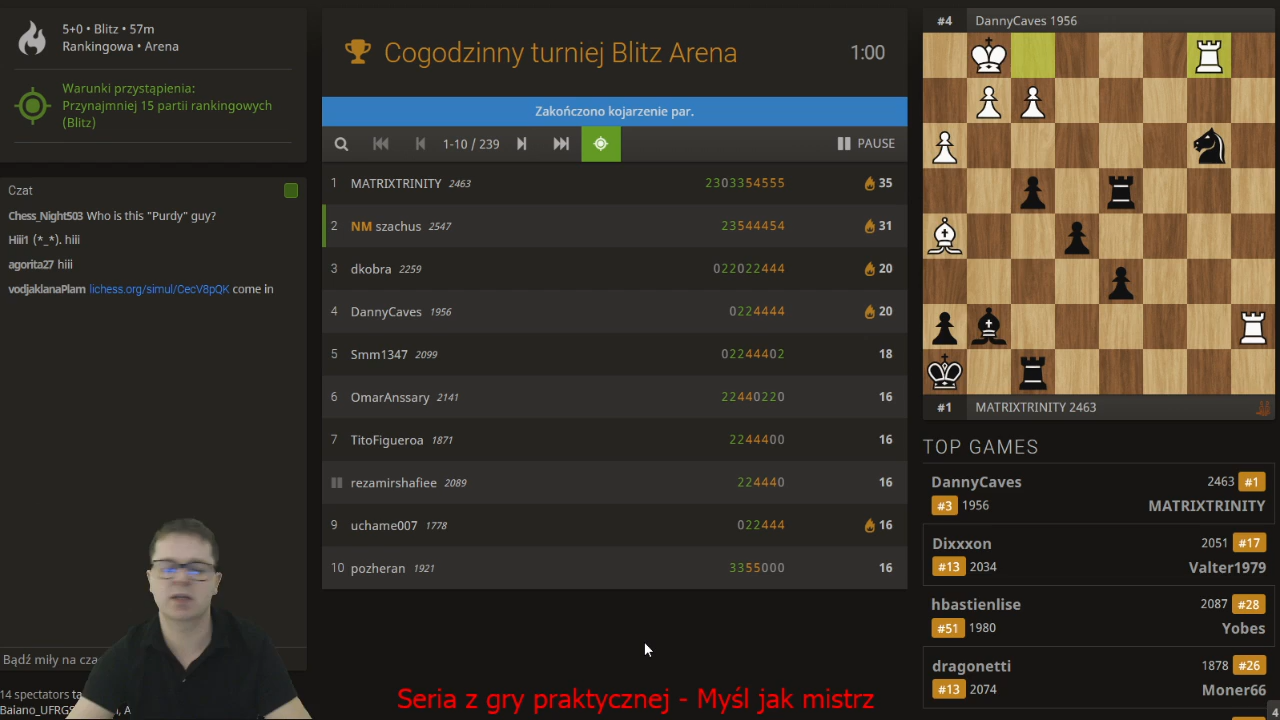 5+0 • Blitz • 57m
Rankingowa • Arena
Warunki przystąpienia:
Przynajmniej 15 partii rankingowych
(Blitz)
Czat
Chess_Night503 Who is this "Purdy" guy?
Hiii1 (*_*). hiii
agorita27 hiii
vodjaklanaPlam lichess.org/simul/CecV8pQK come in
Bądź miły na cza
14 spectators ta
Baiano_UFRGS
, A
Cogodzinny turniej Blitz Arena
1:00
Zakończono kojarzenie par.
1-10 / 239
PAUSE
1 MATRIXTRINITY 2463 2303354555 35
2 NM szachus 2547 23544454 31
3 dkobra 2259 022022444 20
4 DannyCaves 1956 0224444 20
5 Smm1347 2099 02244402 18
6 OmarAnssary 2141 22440220 16
7 TitoFigueroa 1871 2244400 16
rezamirshafiee 2089 224440 16
9 uchame007 1778 022444 16
10 pozheran 1921 3355000 16
Seria z gry praktycznej - Myśl jak mistrz
#4 DannyCaves 1956
#1 MATRIXTRINITY 2463
TOP GAMES
DannyCaves 2463 #1
#3 1956 MATRIXTRINITY
Dixxxon 2051 #17
#13 2034 Valter1979
hbastienlise 2087 #28
#51 1980 Yobes
dragonetti 1878 #26
#13 2074 Moner66
4